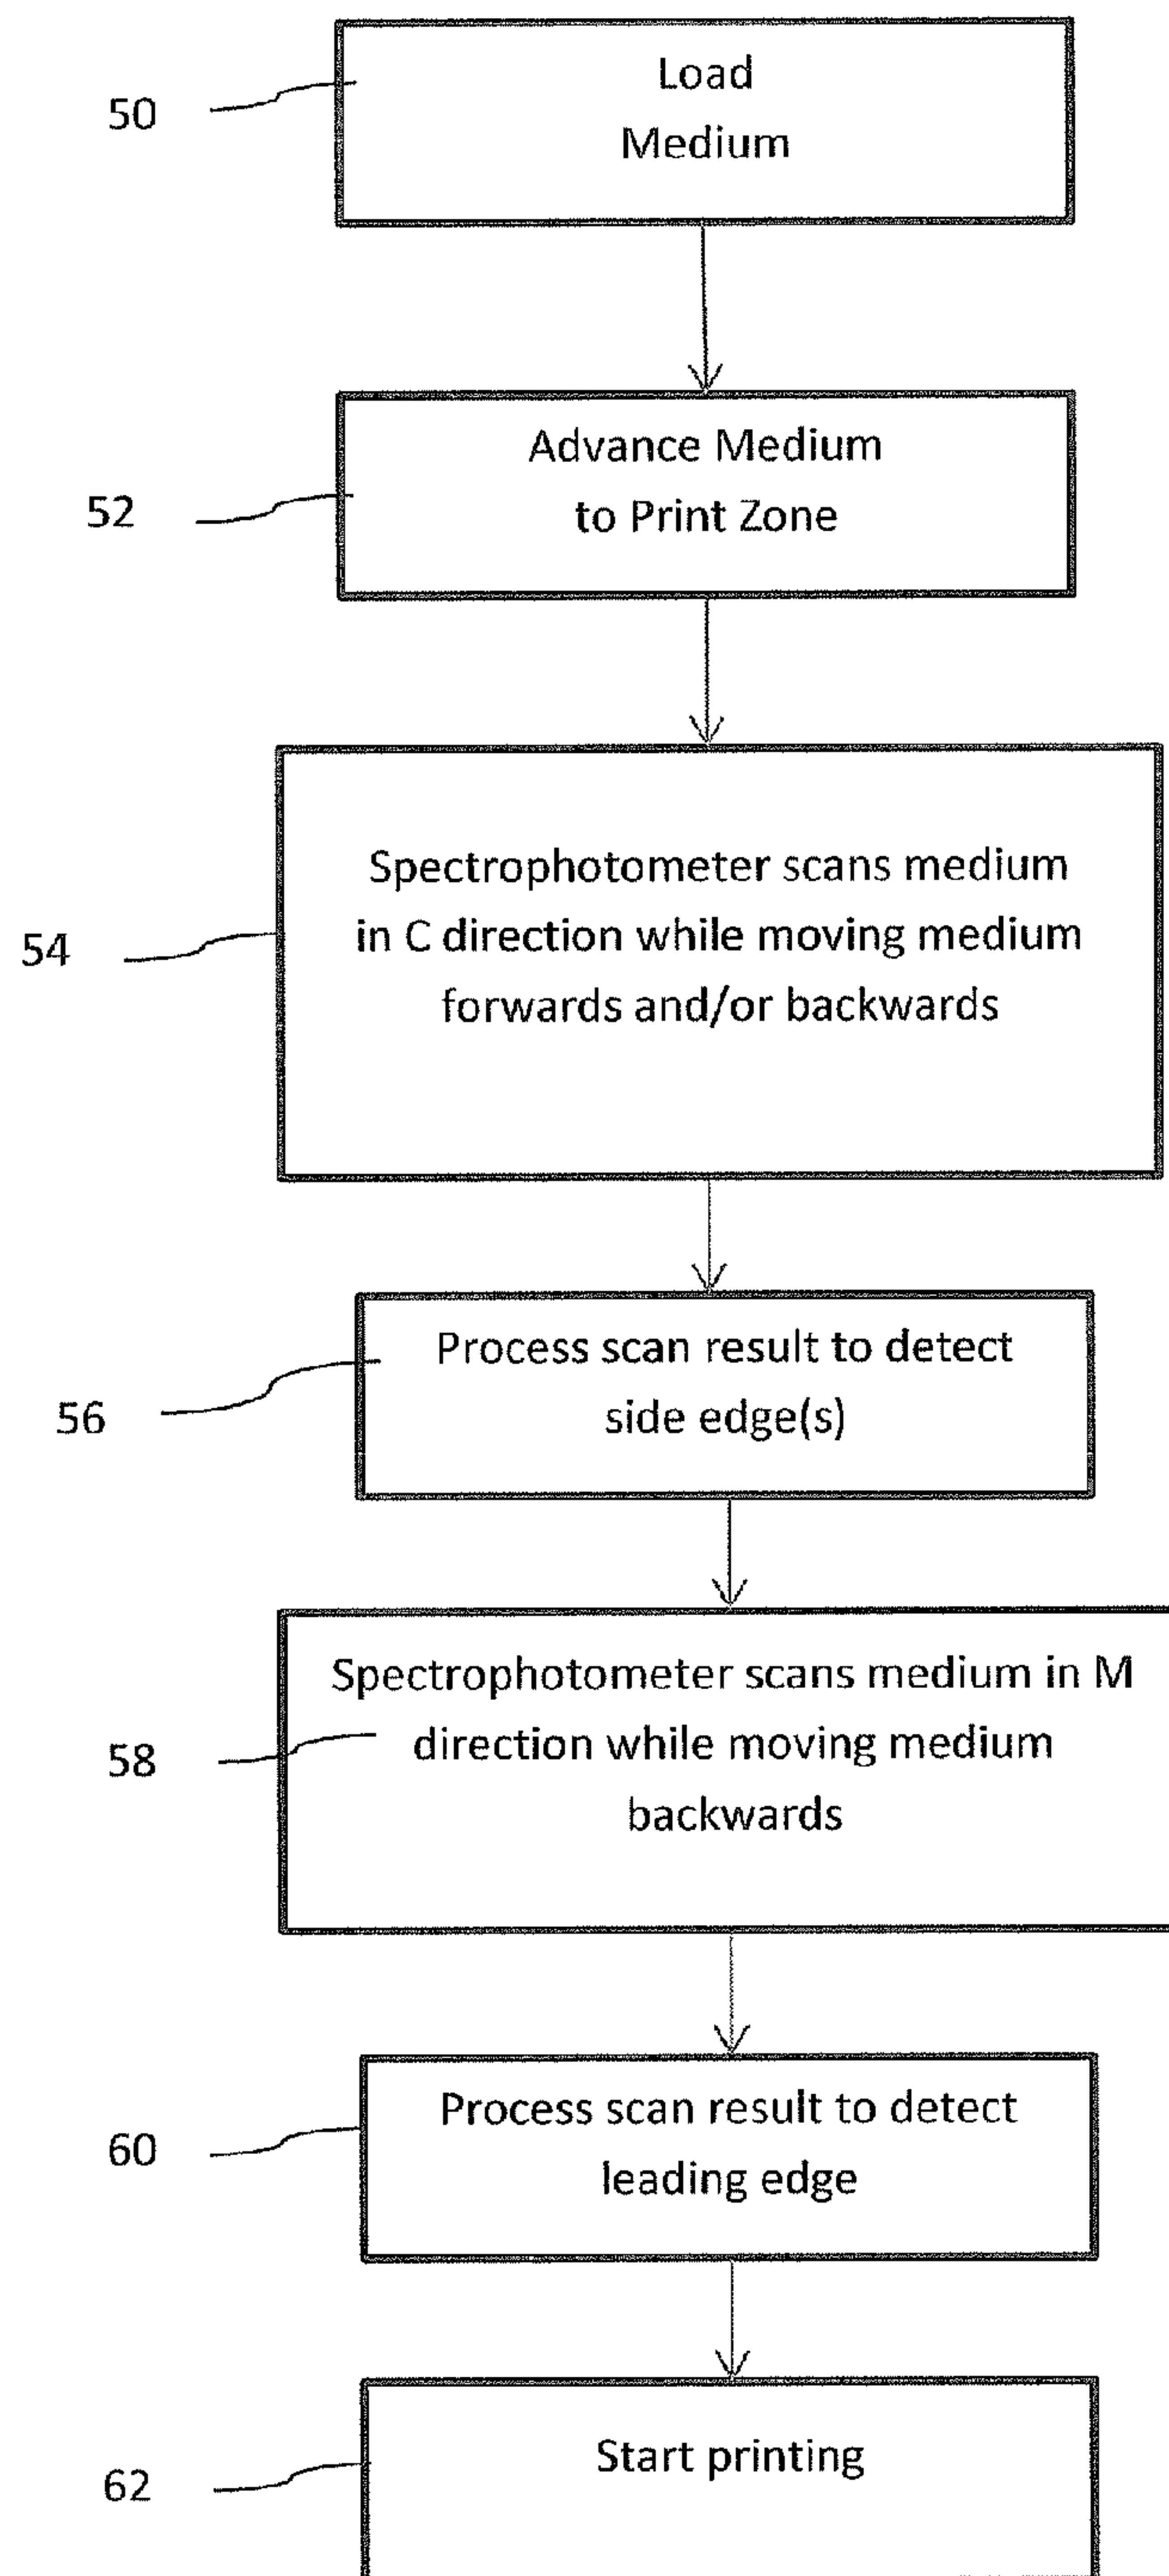 50
Load
Medium
52
Advance Medium
to Print Zone
54
Spectrophotometer scans medium
in C direction while moving medium
forwards and/or backwards
56
Process scan result to detect
side edge(s)
58
Spectrophotometer scans medium in M
direction while moving medium
backwards
60
Process scan result to detect
leading edge
62
Start printing